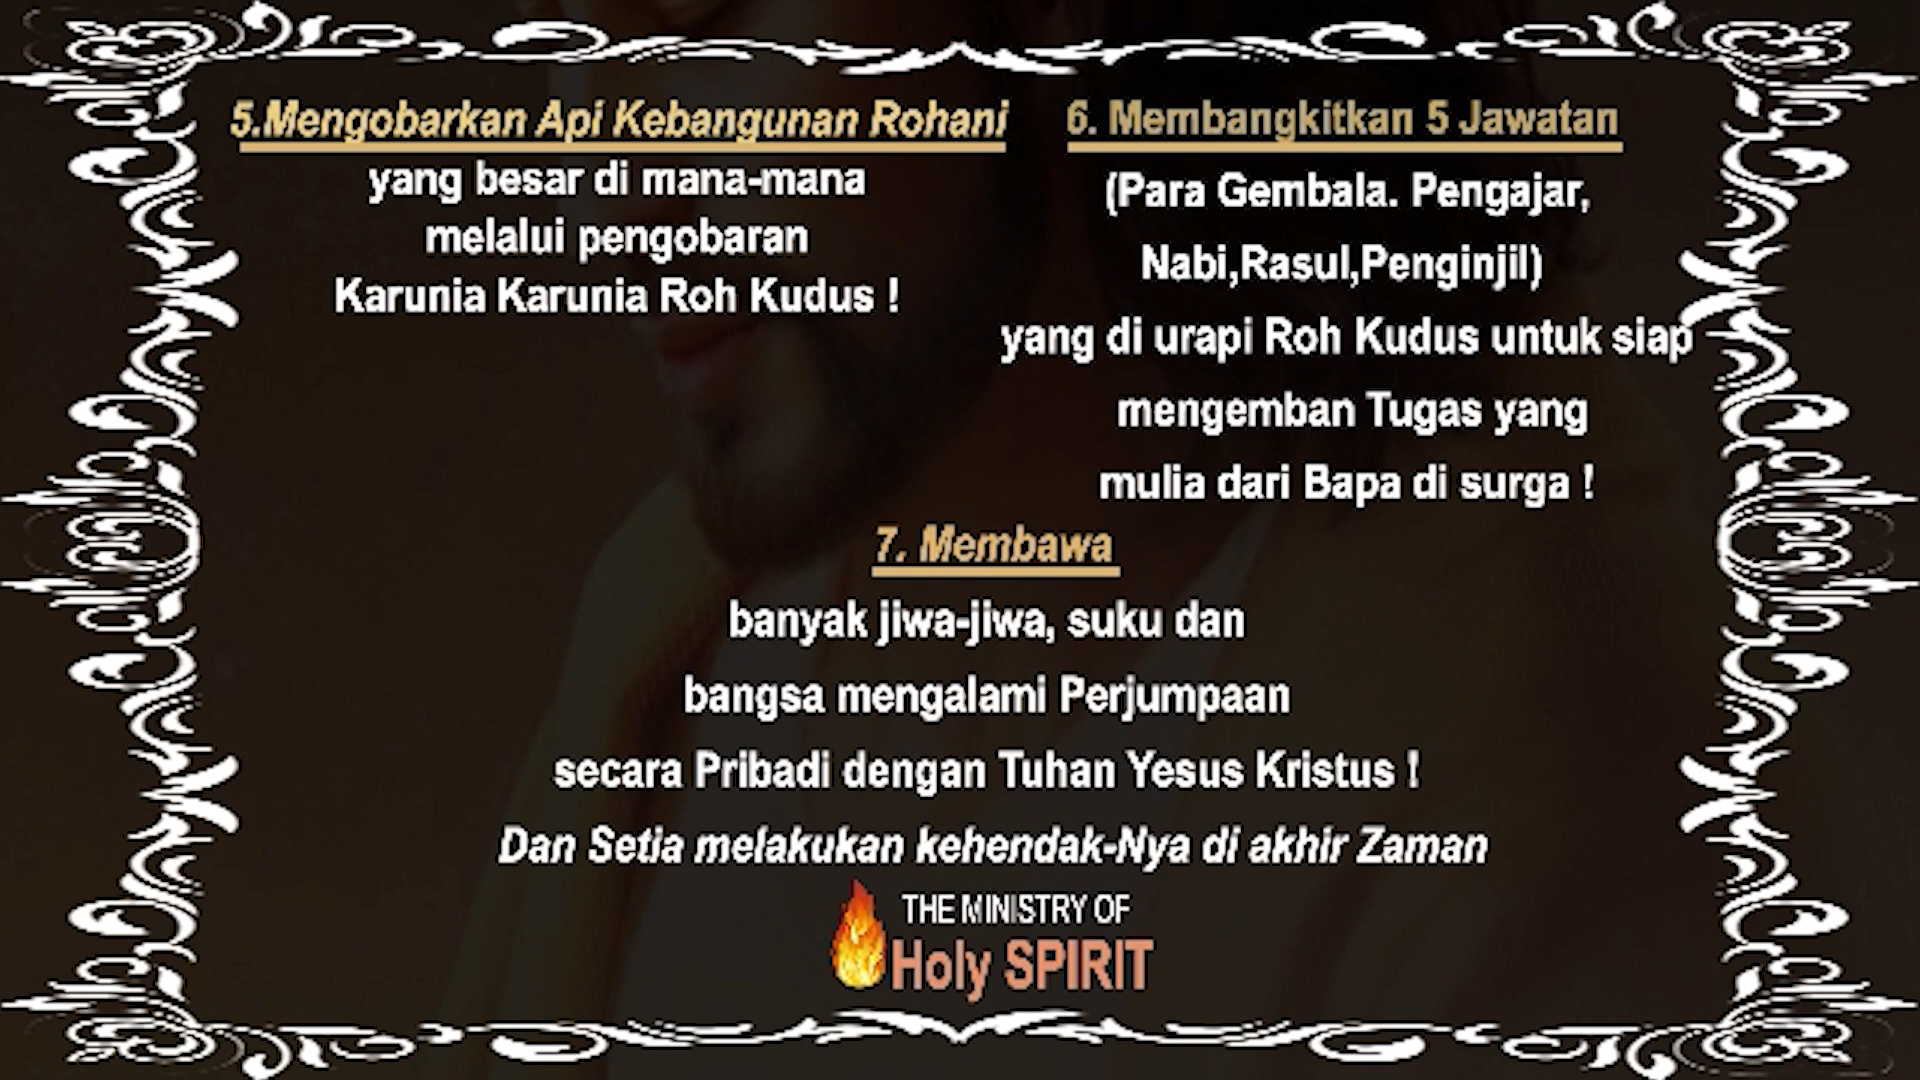 5.Mengobarkan Api Kebangunan Rohani
yang besar di mana-mana
melalui pengobaran
Karunia Karunia Roh Kudus !
6. Membangkitkan 5 Jawatan
(Para Gembala. Pengajar,
Nabi,Rasul,Penginjil)
yang di urapi Roh Kudus untuk siap
mengemban Tugas yang
mulia dari Bapa di surga !
7. Membawa
banyak jiwa-jiwa, suku dan
bangsa mengalami Perjumpaan
secara Pribadi dengan Tuhan Yesus Kristus !
Dan Setia melakukan kehendak-Nya di akhir Zaman
THE MINISTRY OF
Holy SPIRIT